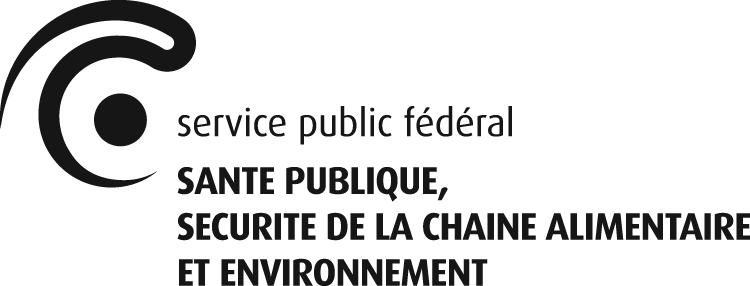 service public fédéral
SANTE PUBLIQUE,
SECURITE DE LA CHAINE ALIMENTAIRE
ET ENVIRONNEMENT